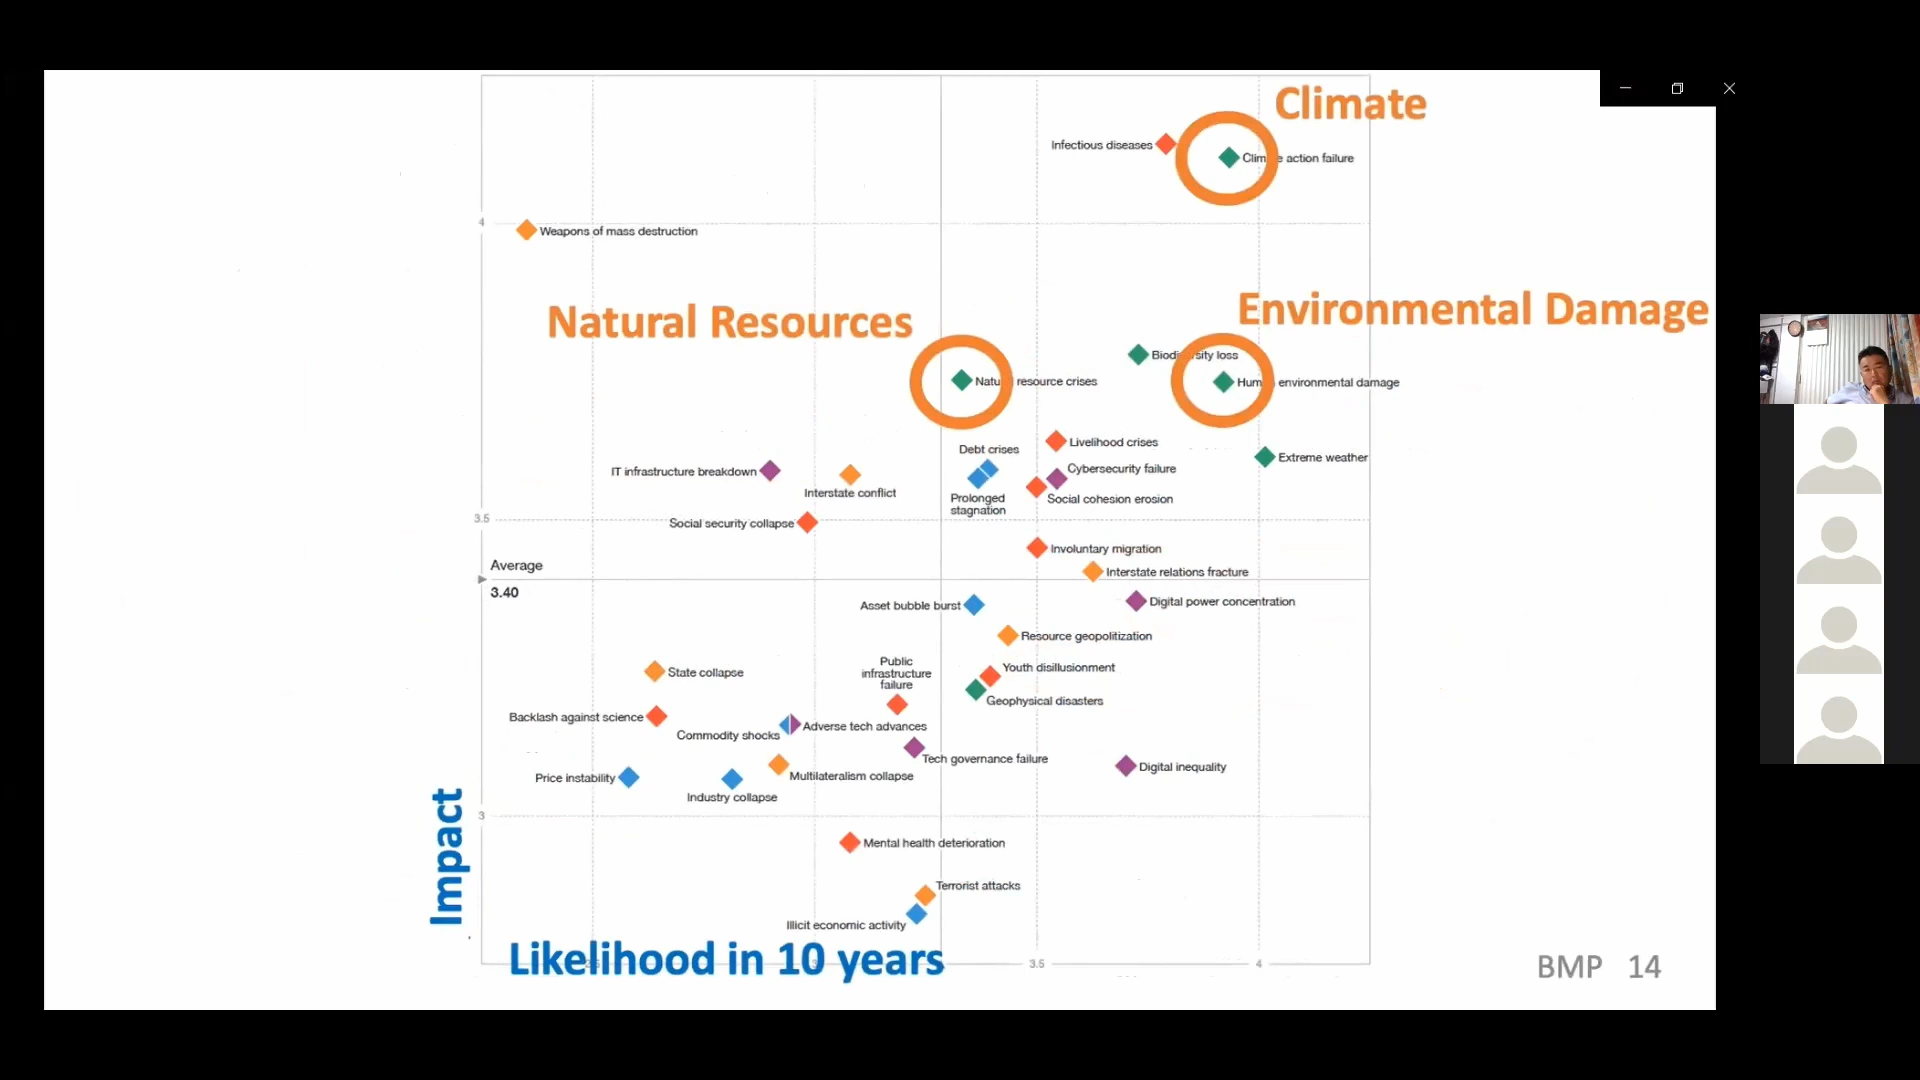 Climate
Infectious diseases
Climate action failure
4
Weapons of mass destruction
Natural Resources
Environmental Damage
Biodiversity loss
Natural resource crises
Human environmental damage
Livelihood crises
Debt crises
Extreme weather
IT infrastructure breakdown
Cybersecurity failure
Interstate conflict
Prolonged
stagnation
Social cohesion erosion
3.5
Social security collapse
Involuntary migration
Average
Interstate relations fracture
3.40
Digital power concentration
Asset bubble burst
Resource geopolitization
Public
infrastructure
failure
Youth disillusionment
State collapse
Geophysical disasters
Backlash against science
Commodity shocks
Adverse tech advances
Tech governance failure
Digital inequality
Price instability
Multilateralism collapse
Industry collapse
Impact
3
Mental health deterioration
Terrorist attacks
Illicit economic activity
Likelihood in 10 years
3.5
4
BMP 14